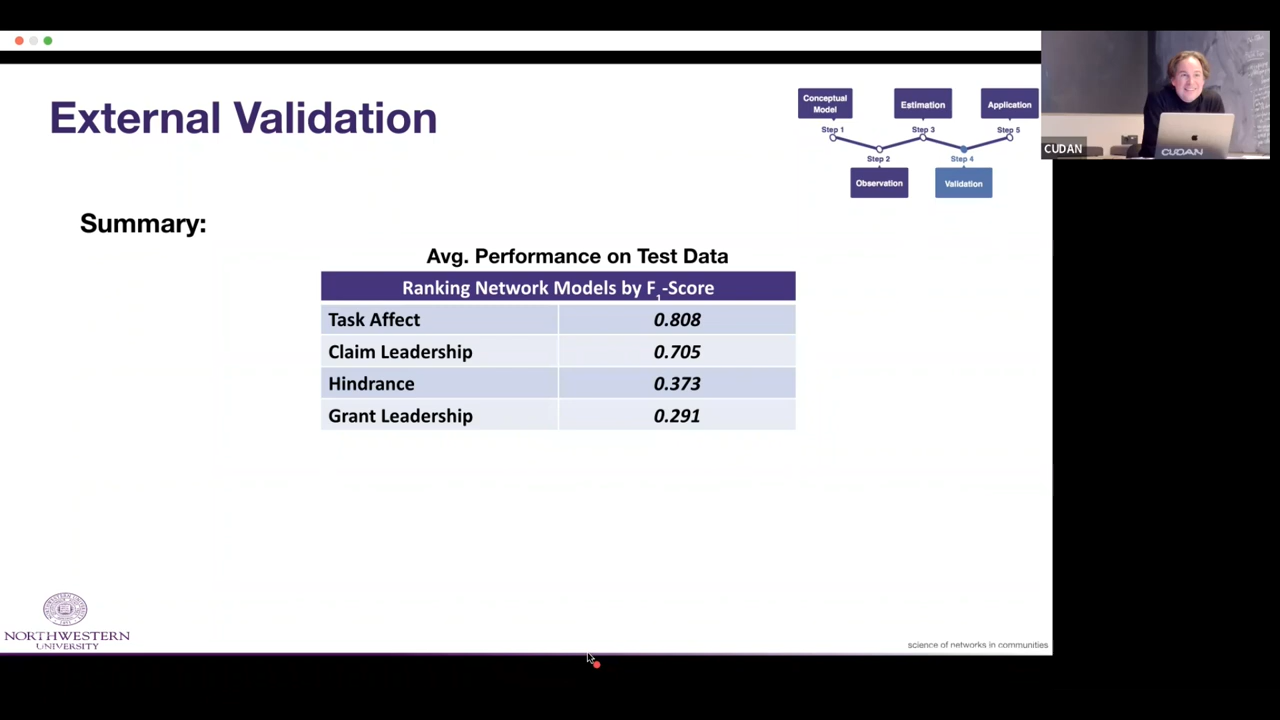 External Validation
Conceptual
Model
Estimation
Application
Step 1
Step 3
Step 5
Step 2
Step 4
Observation
Validation
CUDAN
CUDAN
Summary:
Avg. Performance on Test Data
Ranking Network Models by F1-Score
Task Affect 0.808
Claim Leadership 0.705
Hindrance 0.373
Grant Leadership 0.291
NORTHWESTERN
UNIVERSITY
science of networks in communities